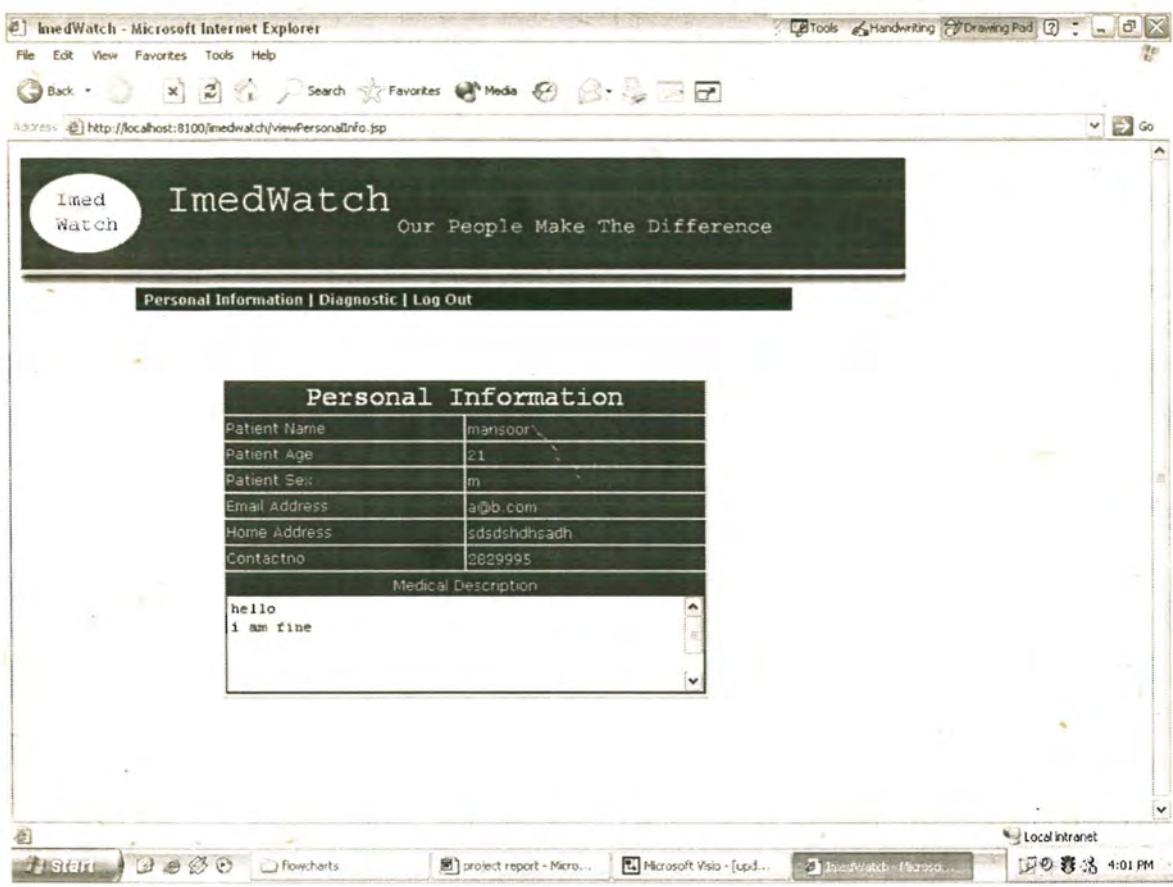 ImedWatch - Microsoft Internet Explorer Tools Handwriting Drawing Pad
File Edit View Favorites Tools Help
Back Search Favorites Media
Address http://localhost:8100/imedwatch/viewPersonalInfo.jsp Go
Imed
Watch
ImedWatch
Our People Make The Difference
Personal Information | Diagnostic | Log Out
Personal Information
Patient Name mansoor
Patient Age 21
Patient Sex m
Email Address a@b.com
Home Address sdsdshdhsadh
Contactno 2829995
Medical Description
hello
i am fine
Local intranet
start flowcharts project report - Micro... Microsoft Visio - [upd... ImedWatch - Microso... 4:01 PM